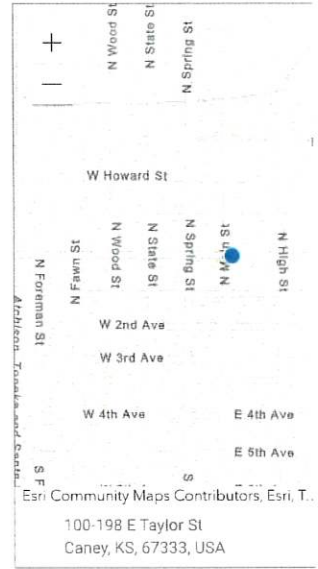 N Wood St
N State St
N Spring St
W Howard St
N Foreman St
N Fawn St
N Wood St
N State St
N Spring St
N Main St
N High St
W 2nd Ave
W 3rd Ave
W 4th Ave
E 4th Ave
E 5th Ave
S F
S
Esri Community Maps Contributors, Esri, T...
100-198 E Taylor St
Caney, KS, 67333, USA